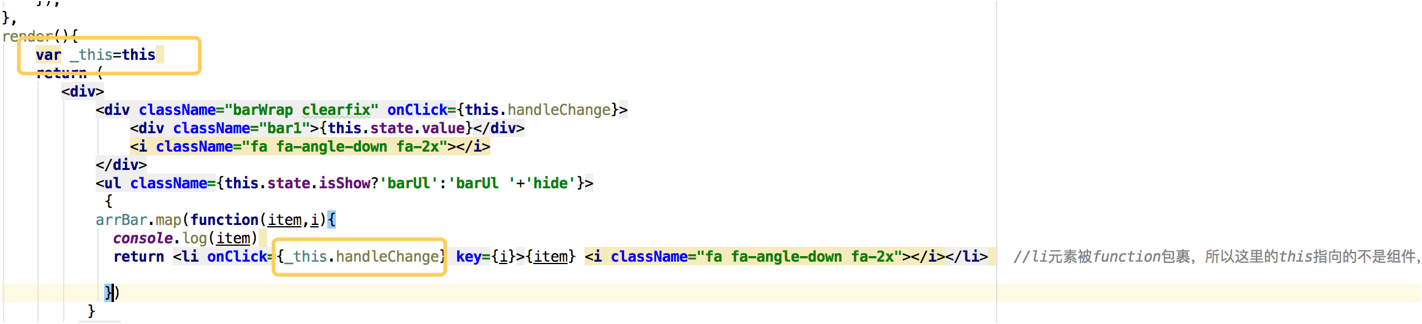 },
render(){
var _this=this
return (
<div>
<div className="barWrap clearfix" onClick={this.handleChange}>
<div className="bar1">{this.state.value}</div>
<i className="fa fa-angle-down fa-2x"></i>
</div>
<ul className={this.state.isShow?'barUl':'barUl '+'hide'}>
{
arrBar.map(function(item,i){
console.log(item)
return <li onClick={_this.handleChange} key={i}>{item} <i className="fa fa-angle-down fa-2x"></i></li> //li元素被function包裹，所以这里的this指向的不是组件，
})
}